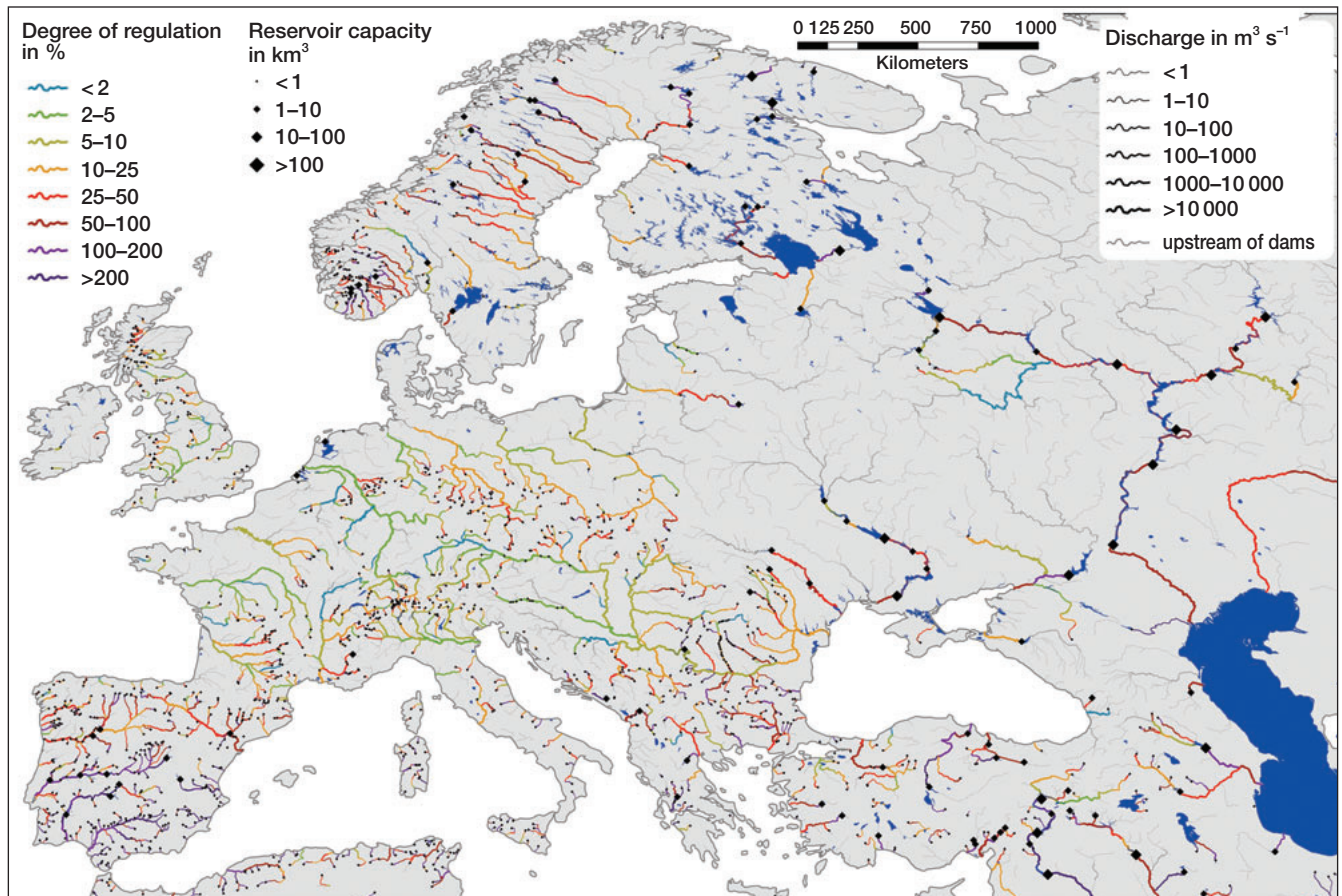 Degree of regulation
in %
< 2
2–5
5–10
10–25
25–50
50–100
100–200
>200
Reservoir capacity
in km³
< 1
1–10
10–100
>100
0 125 250 500 750 1000
Kilometers
Discharge in m³ s⁻¹
< 1
1–10
10–100
100–1000
1000–10 000
>10 000
upstream of dams